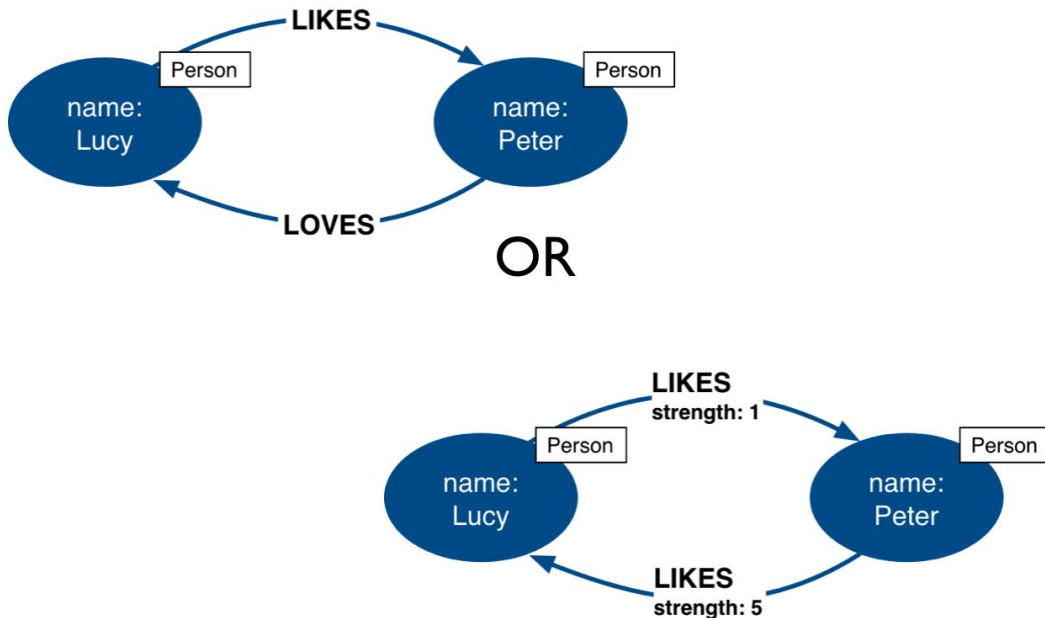 LIKES
Person
Person
name:
Lucy
name:
Peter
LOVES
OR
LIKES
strength: 1
Person
Person
name:
Lucy
name:
Peter
LIKES
strength: 5